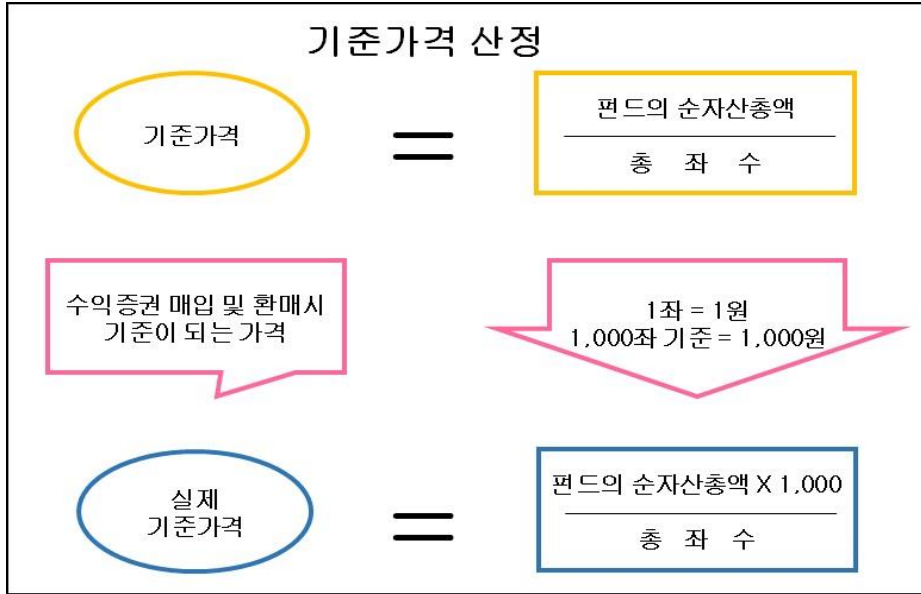 기준가격 산정
기준가격
=
펀드의 순자산총액
총 좌 수
수익증권 매입 및 환매시
기준이 되는 가격
1좌 = 1원
1,000좌 기준 = 1,000원
실제
기준가격
=
펀드의 순자산총액 X 1,000
총 좌 수